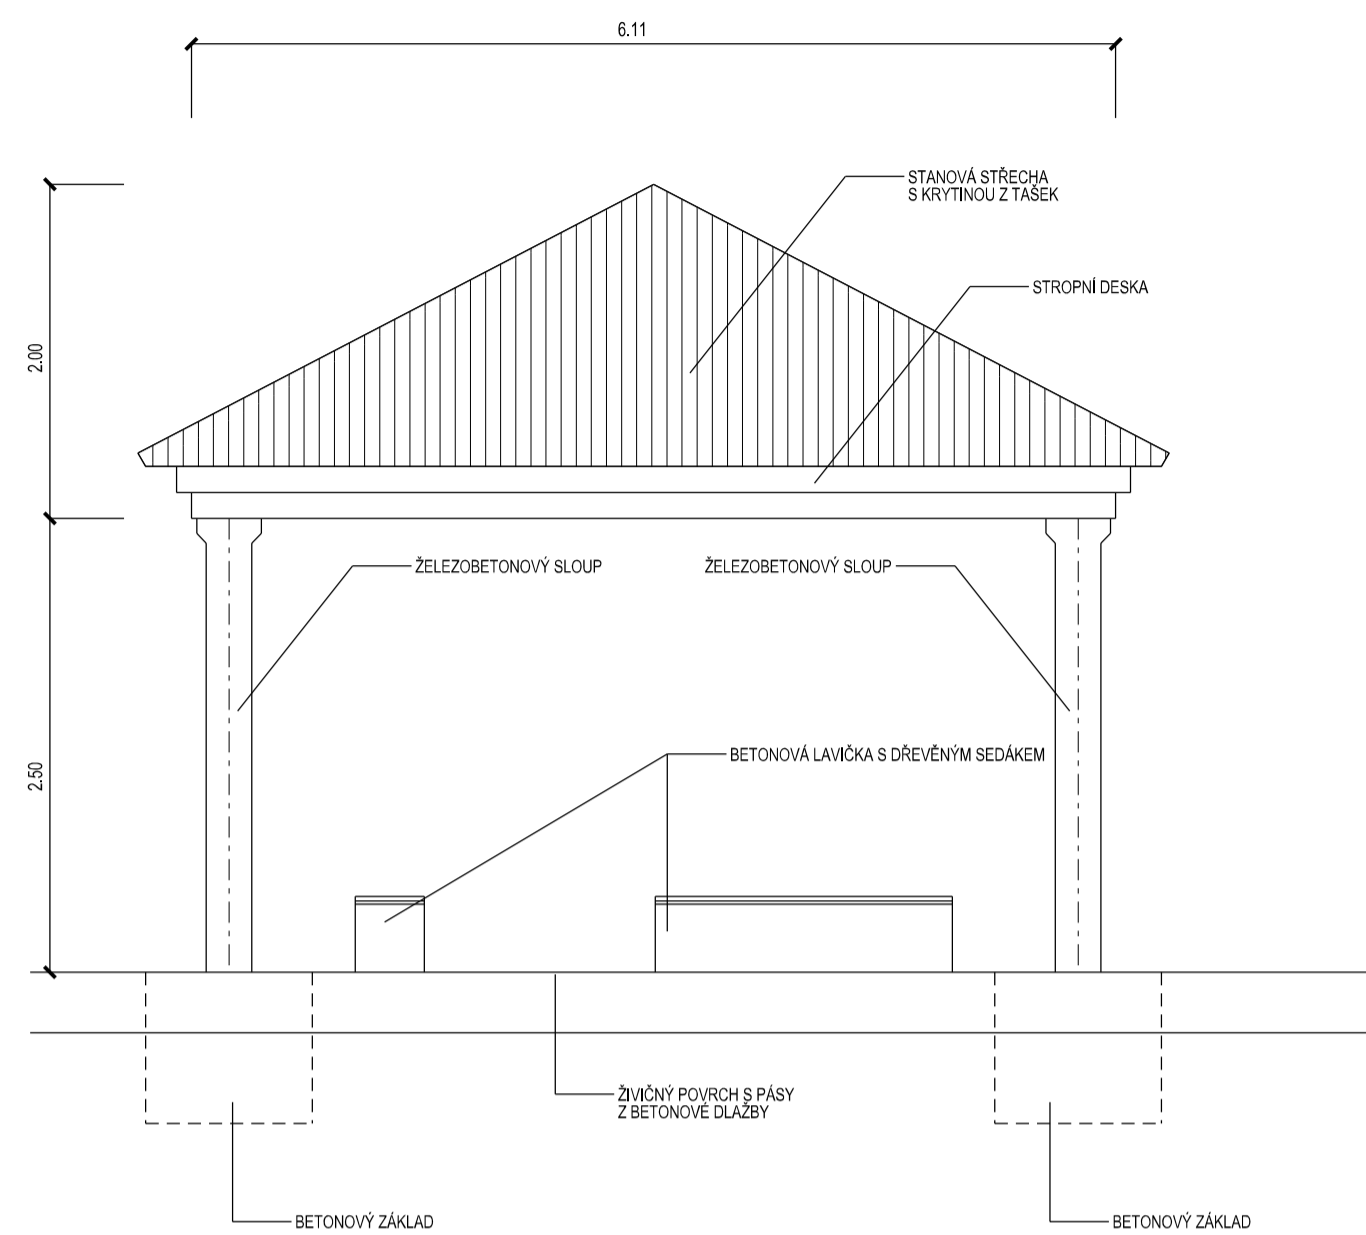 6.11
STANOVÁ STŘECHA
S KRYTINOU Z TAŠEK
STROPNÍ DESKA
2.00
ŽELEZOBETONOVÝ SLOUP
ŽELEZOBETONOVÝ SLOUP
BETONOVÁ LAVIČKA S DŘEVĚNÝM SEDÁKEM
2.50
ŽIVIČNÝ POVRCH S PÁSY
Z BETONOVÉ DLAŽBY
BETONOVÝ ZÁKLAD
BETONOVÝ ZÁKLAD